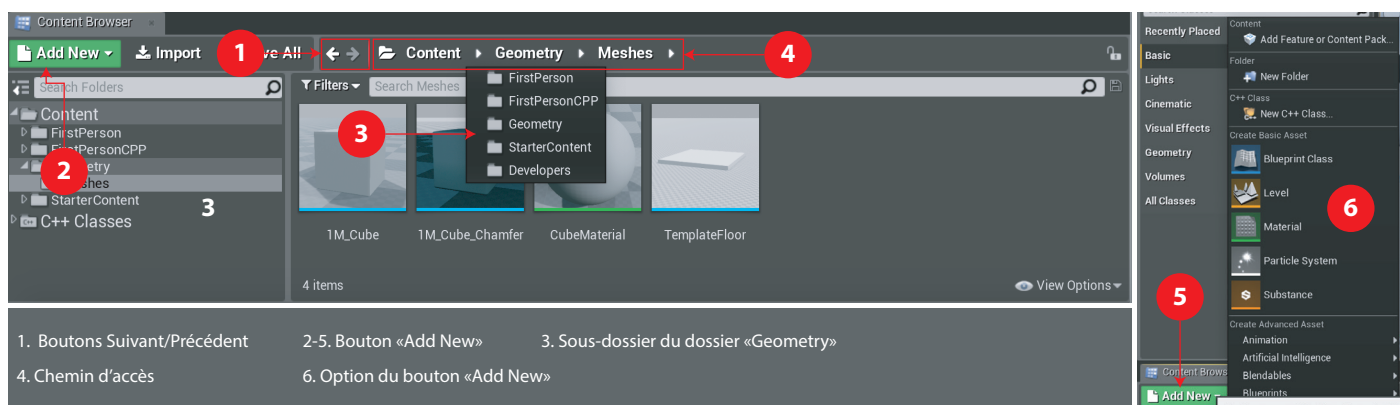 Content Browser
Add New
Import
ve All
1
Content
Geometry
Meshes
4
Search Folders
Content
FirstPerson
FirstPersonCPP
2
StarterContent
3
C++ Classes
Filters
Search Meshes
FirstPerson
FirstPersonCPP
Geometry
StarterContent
Developers
3
1M_Cube
1M_Cube_Chamfer
CubeMaterial
TemplateFloor
4 items
View Options
1. Boutons Suivant/Précédent
2-5. Bouton «Add New»
3. Sous-dossier du dossier «Geometry»
4. Chemin d'accès
6. Option du bouton «Add New»
Recently Placed
Basic
Lights
Cinematic
Visual Effects
Geometry
Volumes
All Classes
5
Content Brows
Add New
Content
Add Feature or Content Pack...
Folder
New Folder
C++ Class
New C++ Class...
Create Basic Asset
Blueprint Class
Level
Material
Particle System
Substance
6
Create Advanced Asset
Animation
Artificial Intelligence
Blendables
Blueprints